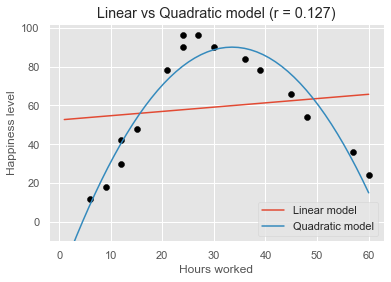 Linear vs Quadratic model (r = 0.127)
Happiness level
100
80
60
40
20
0
0 10 20 30 40 50 60
Hours worked
Linear model
Quadratic model